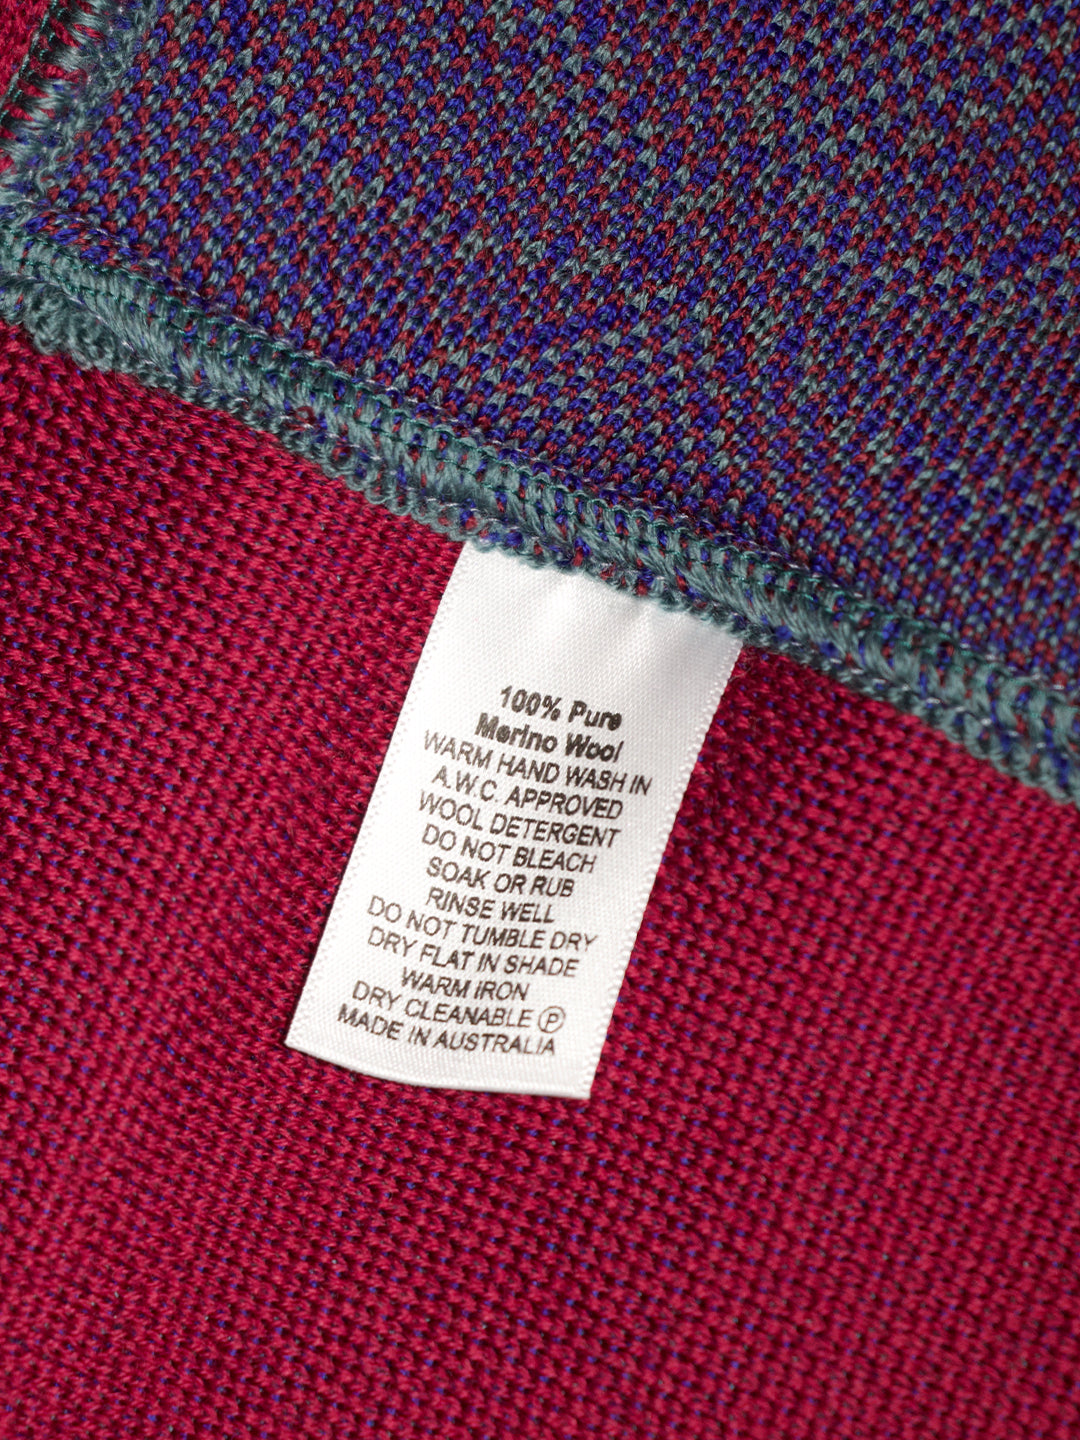 100% Pure
Merino Wool
WARM HAND WASH IN
A.W.C. APPROVED
WOOL DETERGENT
DO NOT BLEACH
SOAK OR RUB
RINSE WELL
DO NOT TUMBLE DRY
DRY FLAT IN SHADE
WARM IRON
DRY CLEANABLE Ⓟ
MADE IN AUSTRALIA